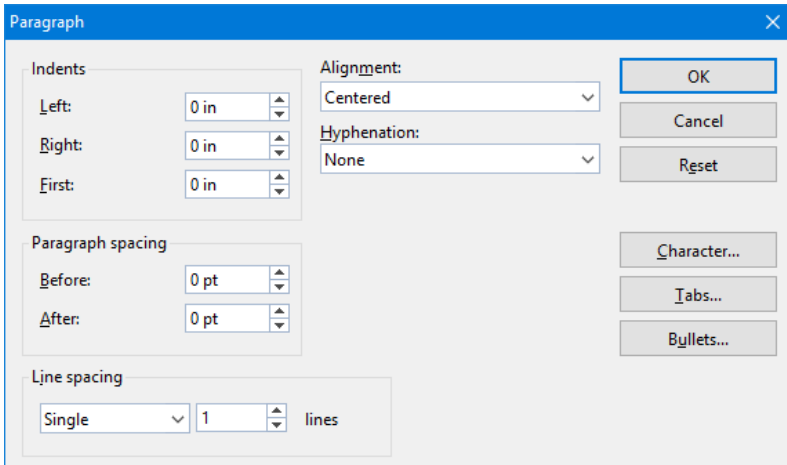 Paragraph
Indents
Left: 0 in
Right: 0 in
First: 0 in
Alignment:
Centered
Hyphenation:
None
OK
Cancel
Reset
Paragraph spacing
Before: 0 pt
After: 0 pt
Character...
Tabs...
Bullets...
Line spacing
Single 1 lines